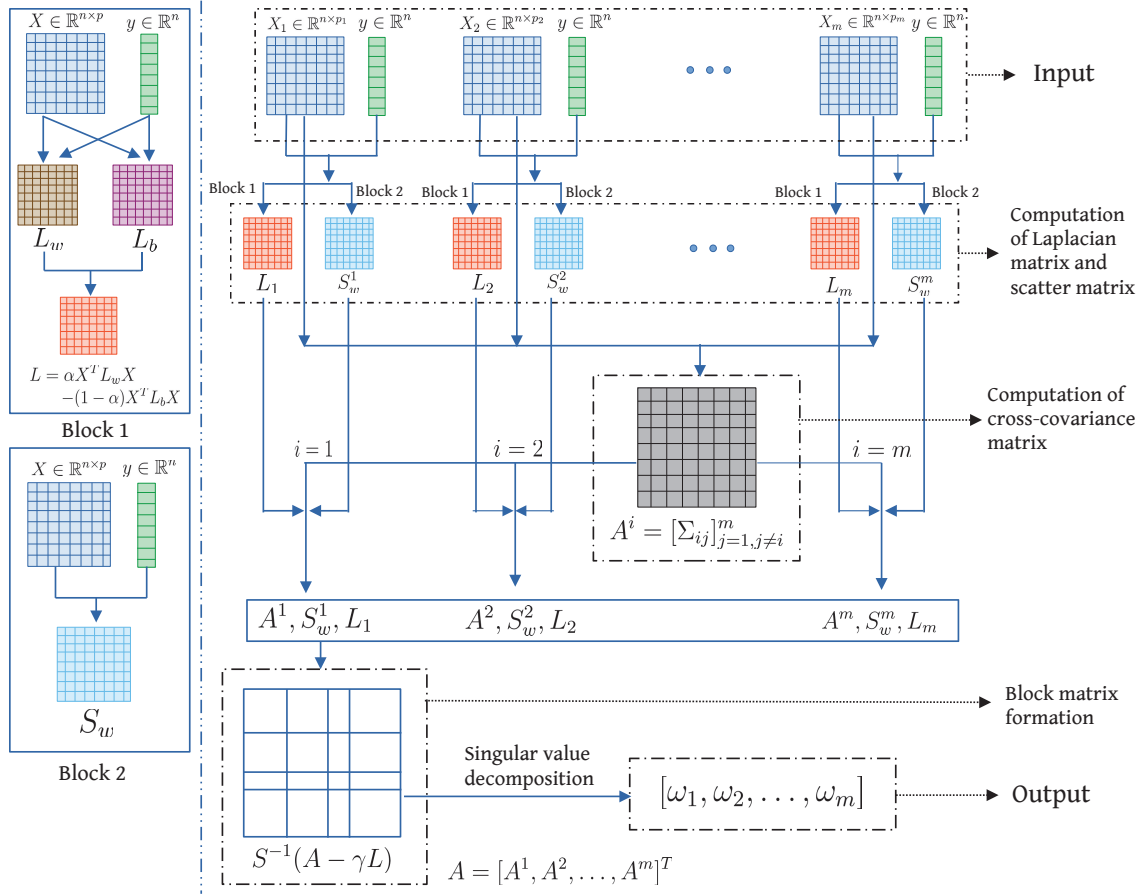 X ∈ ℝ^{n×p} y ∈ ℝ^n
L_w L_b
L = αX^T L_w X
−(1 − α)X^T L_b X
Block 1
X ∈ ℝ^{n×p} y ∈ ℝ^n
S_w
Block 2
X_1 ∈ ℝ^{n×p_1} y ∈ ℝ^n X_2 ∈ ℝ^{n×p_2} y ∈ ℝ^n X_m ∈ ℝ^{n×p_m} y ∈ ℝ^n
Input
Block 1 Block 2 Block 1 Block 2 Block 1 Block 2
L_1 S_w^1 L_2 S_w^2 L_m S_w^m
Computation
of Laplacian
matrix and
scatter matrix
Computation of
cross-covariance
matrix
i = 1 i = 2 i = m
A^i = [Σ_{ij}]_{j=1,j≠i}^m
A^1, S_w^1, L_1 A^2, S_w^2, L_2 A^m, S_w^m, L_m
Block matrix
formation
Singular value
decomposition
[ω_1, ω_2, . . . , ω_m]
Output
S^{−1}(A − γL)
A = [A^1, A^2, . . . , A^m]^T